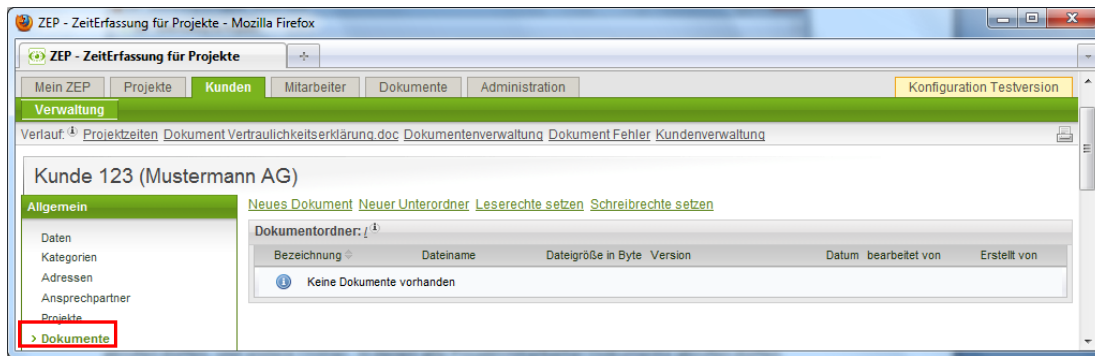 ZEP - ZeitErfassung für Projekte - Mozilla Firefox
ZEP - ZeitErfassung für Projekte
Mein ZEP Projekte Kunden Mitarbeiter Dokumente Administration Konfiguration Testversion
Verwaltung
Verlauf: Projektzeiten Dokument Vertraulichkeitserklärung.doc Dokumentenverwaltung Dokument Fehler Kundenverwaltung
Kunde 123 (Mustermann AG)
Allgemein
Daten
Kategorien
Adressen
Ansprechpartner
Projekte
> Dokumente
Neues Dokument Neuer Unterordner Leserechte setzen Schreibrechte setzen
Dokumentordner: /
Bezeichnung Dateiname Dateigröße in Byte Version Datum bearbeitet von Erstellt von
Keine Dokumente vorhanden